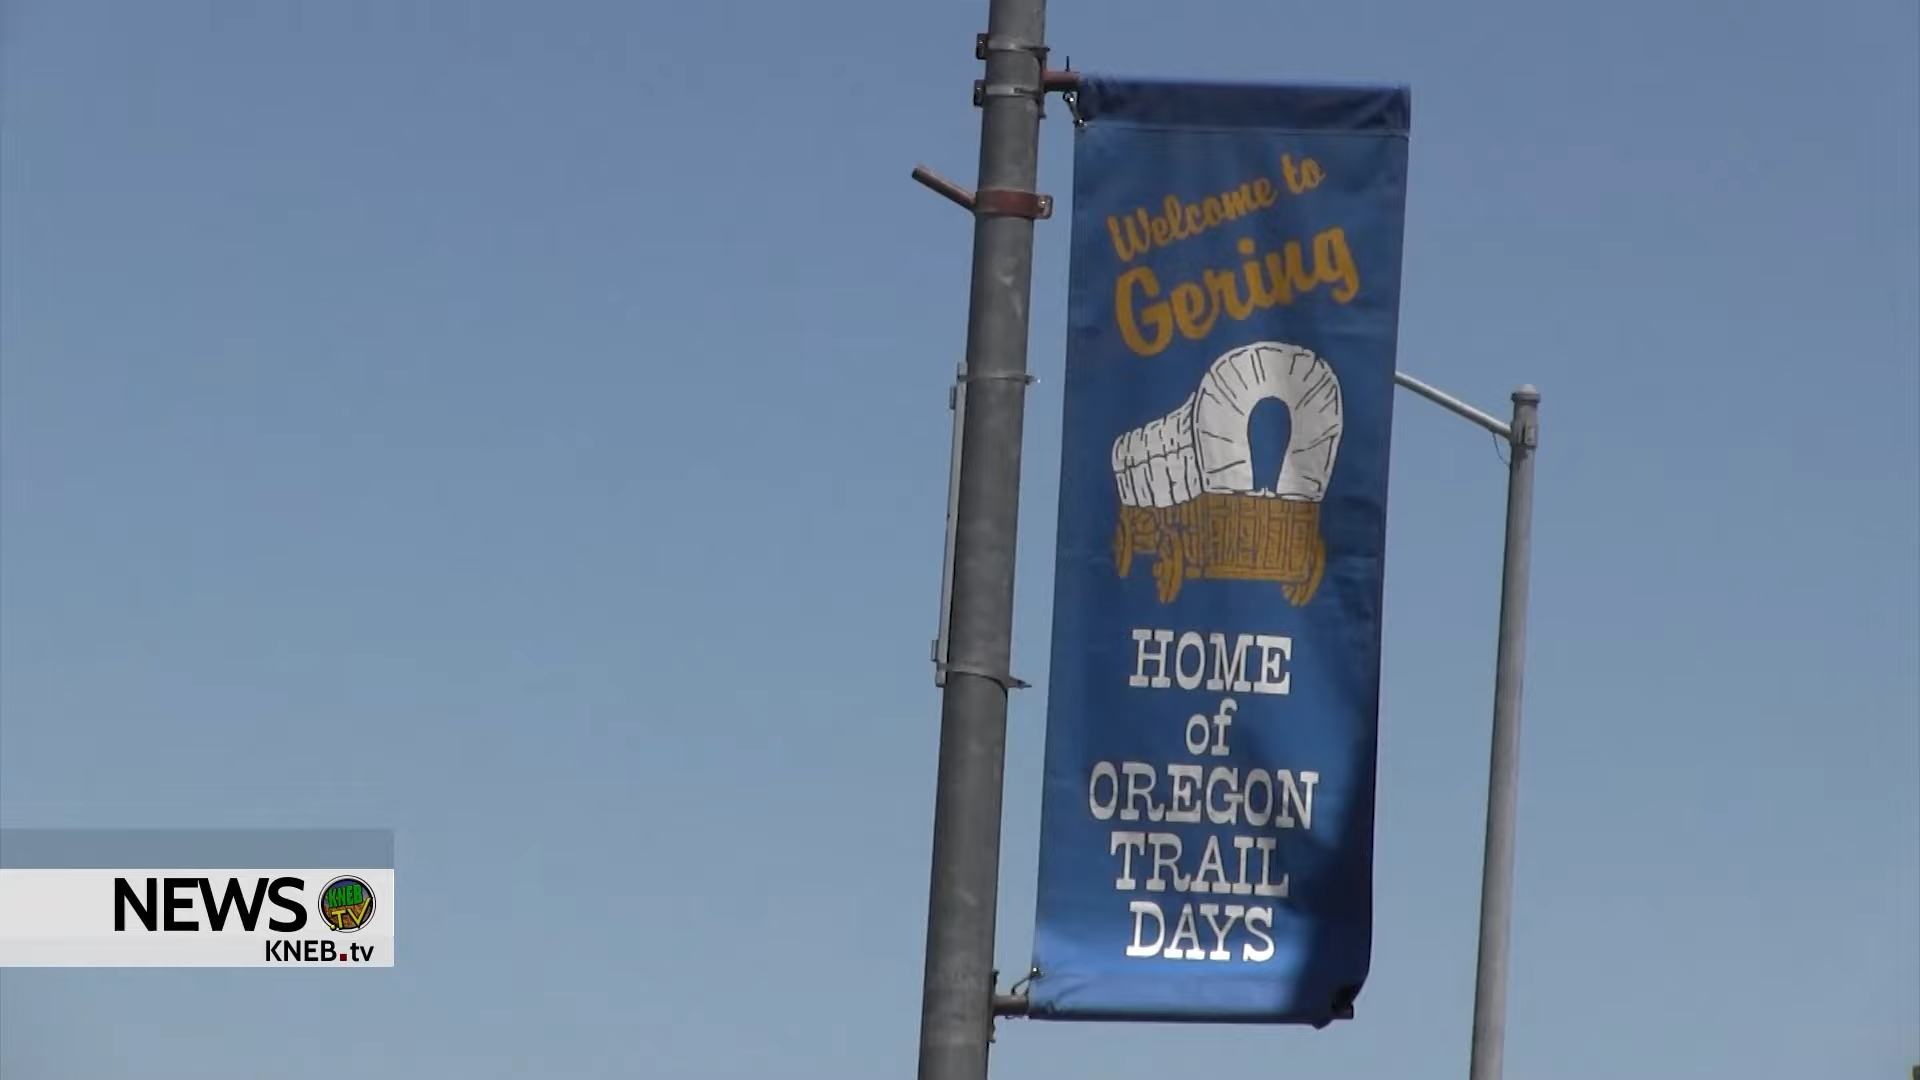 Welcome to
Gering
HOME
of
OREGON
TRAIL
DAYS
NEWS
KNEB
.TV
KNEB.tv